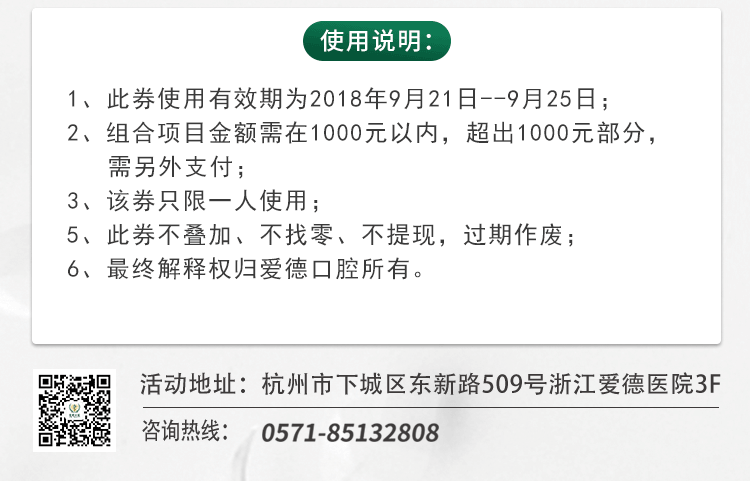 使用说明：
1、此券使用有效期为2018年9月21日--9月25日；
2、组合项目金额需在1000元以内，超出1000元部分，
需另外支付；
3、该券只限一人使用；
5、此券不叠加、不找零、不提现，过期作废；
6、最终解释权归爱德口腔所有。
活动地址：杭州市下城区东新路509号浙江爱德医院3F
咨询热线： 0571-85132808